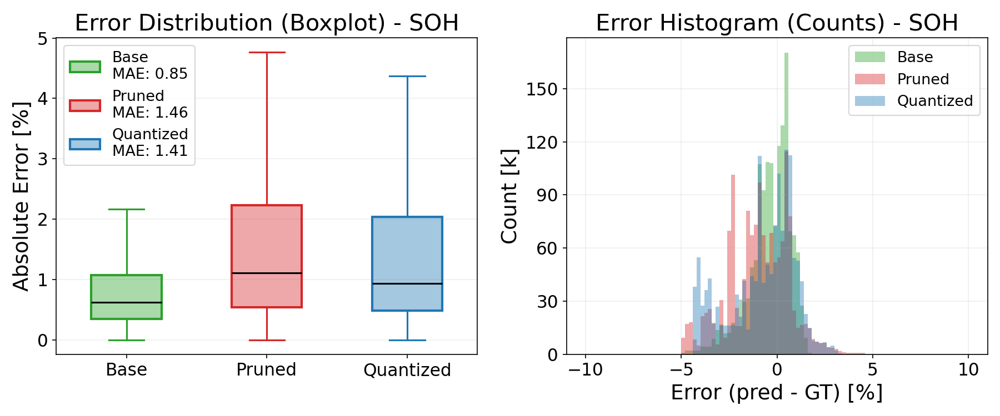 Error Distribution (Boxplot) - SOH
Absolute Error [%]
5
4
3
2
1
0
Base
MAE: 0.85
Pruned
MAE: 1.46
Quantized
MAE: 1.41
Base
Pruned
Quantized
Error Histogram (Counts) - SOH
Count [k]
150
120
90
60
30
0
Base
Pruned
Quantized
−10
−5
0
5
10
Error (pred - GT) [%]